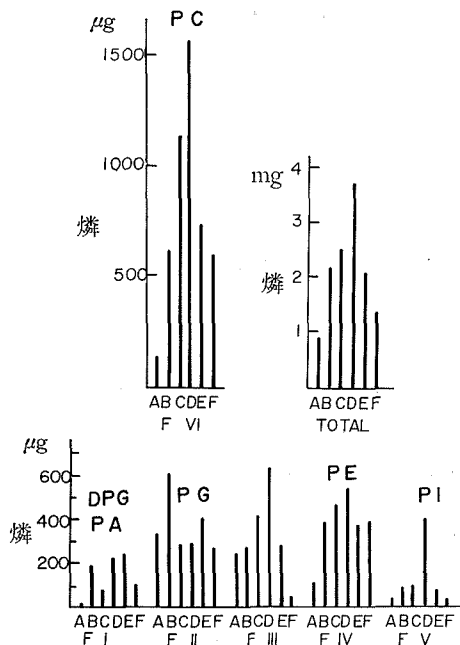 μg
PC
1500
1000
燐
500
ABCDEF
F VI
mg
4
3
燐
2
1
ABCDEF
TOTAL
μg
600
燐 400
200
DPG
PA
PG
PE
PI
ABCDEF ABCDEF ABCDEF ABCDEF ABCDEF
F I F II F III F IV F V